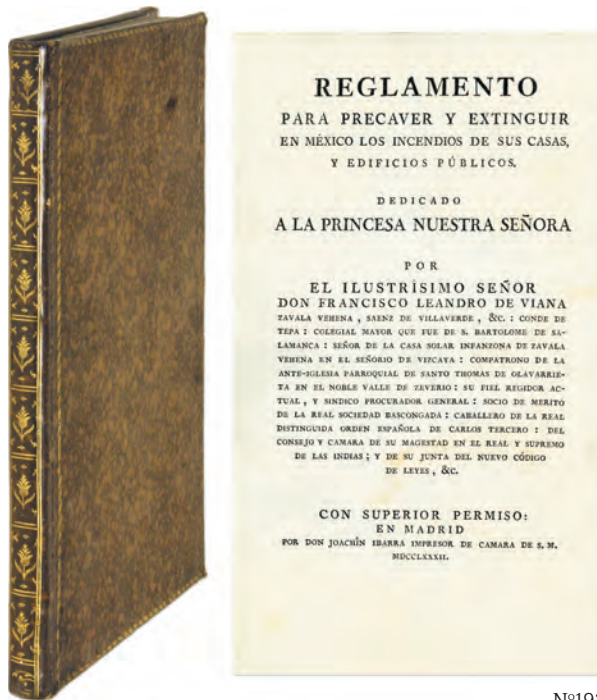 REGLAMENTO
PARA PRECAVER Y EXTINGUIR
EN MÉXICO LOS INCENDIOS DE SUS CASAS,
Y EDIFICIOS PÚBLICOS.
DEDICADO
A LA PRINCESA NUESTRA SEÑORA
POR
EL ILUSTRÍSIMO SEÑOR
DON FRANCISCO LEANDRO DE VIANA
ZAVALA VEHENA, SAENZ DE VILLAVERDE, &C. : CONDE DE
TEPA : COLEGIAL MAYOR QUE FUE DE S. BARTOLOME DE SA-
LAMANCA : SEÑOR DE LA CASA SOLAR INFANZONA DE ZAVALA
VEHENA EN EL SEÑORIO DE VIZCAYA : COMPATRONO DE LA
ANTE-IGLESIA PARROQUIAL DE SANTO THOMAS DE OLAVARRIE-
TA EN EL NOBLE VALLE DE ZEVERIO : SU FIEL REGIDOR AC-
TUAL, Y SINDICO PROCURADOR GENERAL : SOCIO DE MERITO
DE LA REAL SOCIEDAD BASCONGADA : CABALLERO DE LA REAL
DISTINGUIDA ORDEN ESPAÑOLA DE CARLOS TERCERO : DEL
CONSEJO Y CAMARA DE SU MAGESTAD EN EL REAL Y SUPREMO
DE LAS INDIAS ; Y DE SU JUNTA DEL NUEVO CÓDIGO
DE LEYES, &C.
CON SUPERIOR PERMISO:
EN MADRID
POR DON JOACHÎN IBARRA IMPRESOR DE CAMARA DE S. M.
MDCCLXXXII.